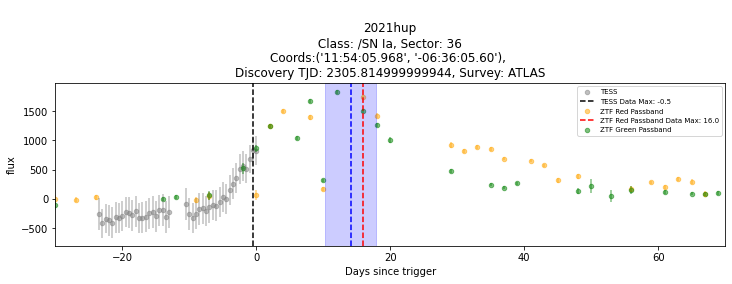 2021hup
Class: /SN Ia, Sector: 36
Coords:('11:54:05.968', '-06:36:05.60'),
Discovery TJD: 2305.814999999944, Survey: ATLAS
TESS
TESS Data Max: -0.5
ZTF Red Passband
ZTF Red Passband Data Max: 16.0
ZTF Green Passband
flux
1500
1000
500
0
−500
−20
0
20
40
60
Days since trigger